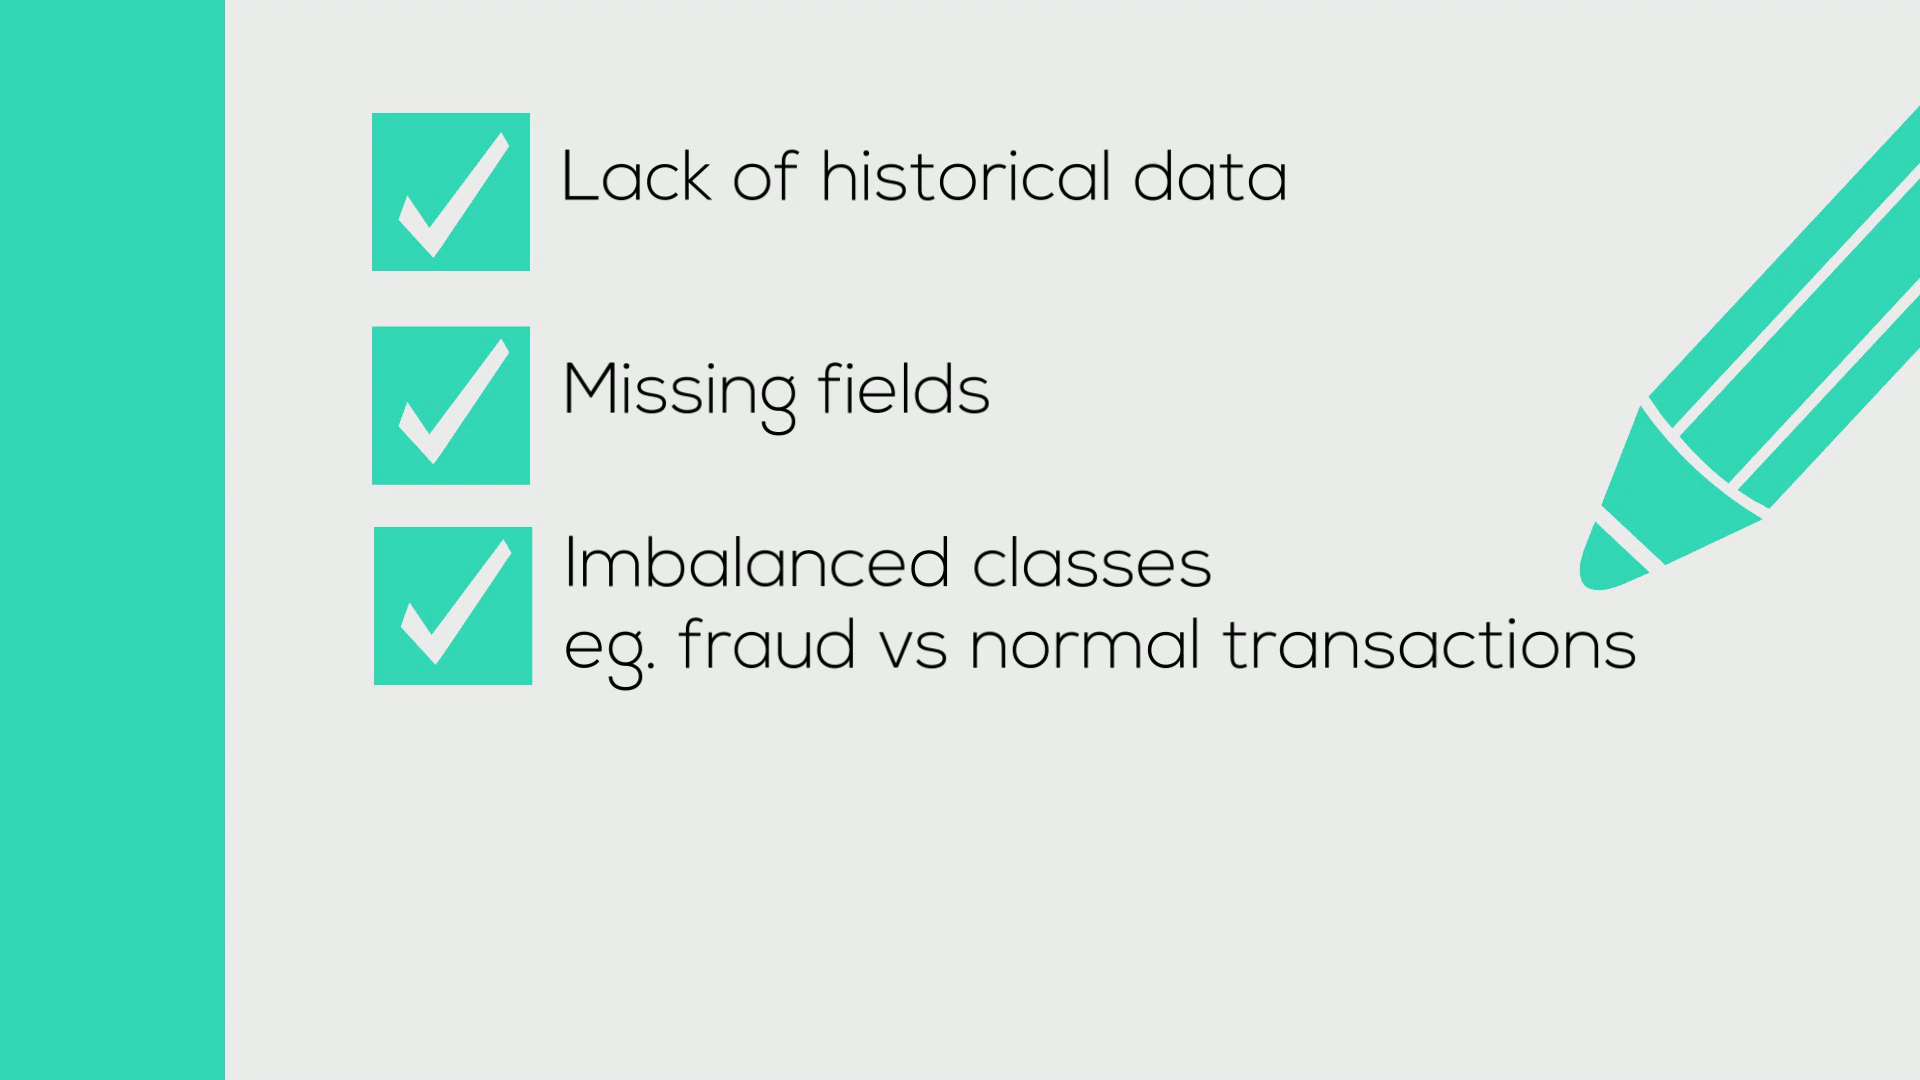 Lack of historical data
Missing fields
Imbalanced classes
eg. fraud vs normal transactions